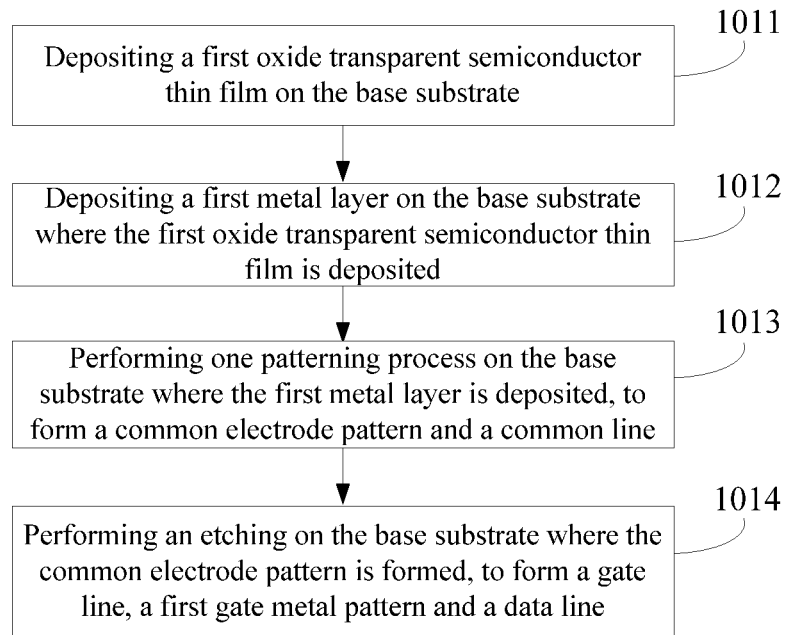 1011
Depositing a first oxide transparent semiconductor
thin film on the base substrate
1012
Depositing a first metal layer on the base substrate
where the first oxide transparent semiconductor thin
film is deposited
1013
Performing one patterning process on the base
substrate where the first metal layer is deposited, to
form a common electrode pattern and a common line
1014
Performing an etching on the base substrate where the
common electrode pattern is formed, to form a gate
line, a first gate metal pattern and a data line